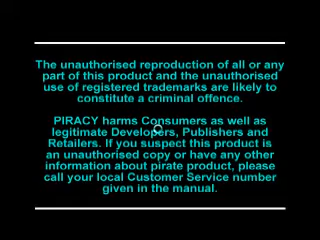 The unauthorised reproduction of all or any
part of this product and the unauthorised
use of registered trademarks are likely to
constitute a criminal offence.
PIRACY harms Consumers as well as
legitimate Developers, Publishers and
Retailers. If you suspect this product is
an unauthorised copy or have any other
information about pirate product, please
call your local Customer Service number
given in the manual.